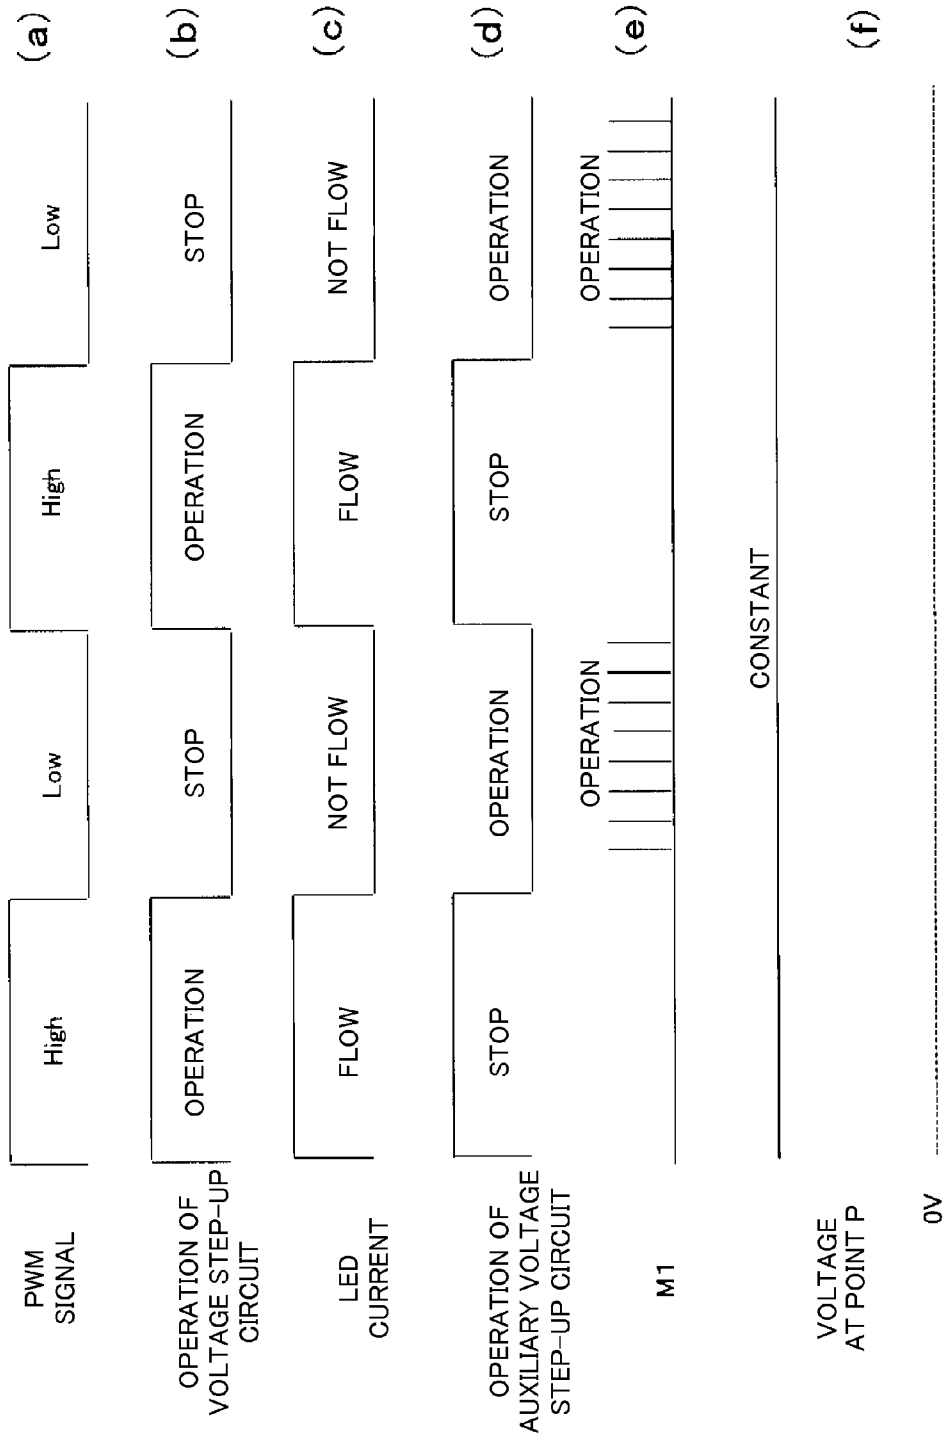 PWM
SIGNAL
High
Low
High
Low
(a)
OPERATION OF
VOLTAGE STEP-UP
CIRCUIT
OPERATION
STOP
OPERATION
STOP
(b)
LED
CURRENT
FLOW
NOT FLOW
FLOW
NOT FLOW
(c)
OPERATION OF
AUXILIARY VOLTAGE
STEP-UP CIRCUIT
STOP
OPERATION
STOP
OPERATION
(d)
M1
OPERATION
OPERATION
(e)
VOLTAGE
AT POINT P
CONSTANT
(f)
0V